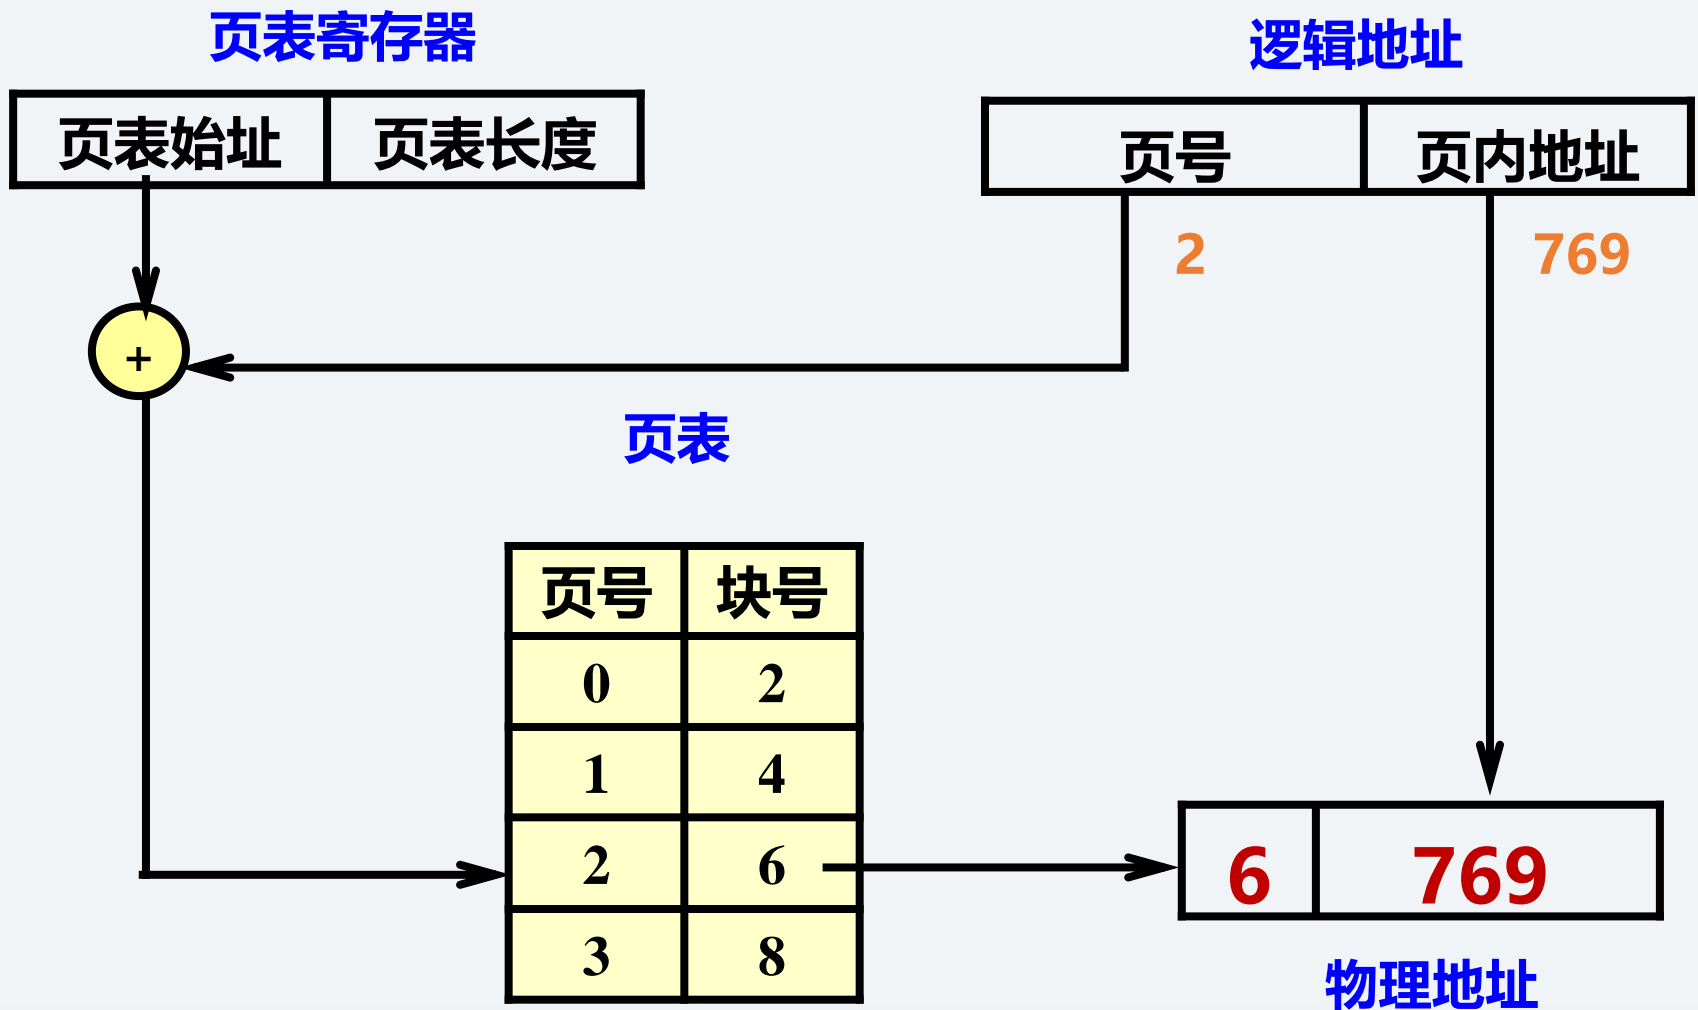 页表寄存器
逻辑地址
页表始址 页表长度
页号 页内地址
2 769
+
页表
页号 块号
0 2
1 4
2 6
3 8
6 769
物理地址